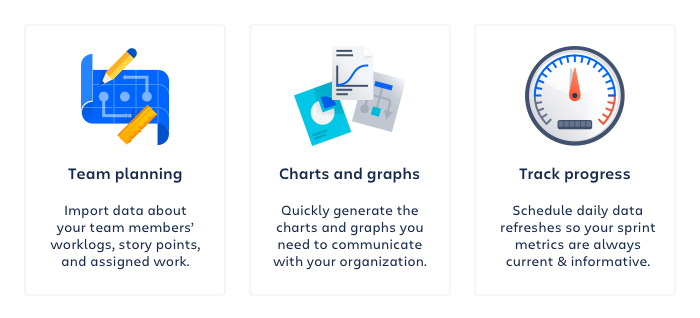 Team planning
Import data about
your team members’
worklogs, story points,
and assigned work.
Charts and graphs
Quickly generate the
charts and graphs you
need to communicate
with your organization.
Track progress
Schedule daily data
refreshes so your sprint
metrics are always
current & informative.